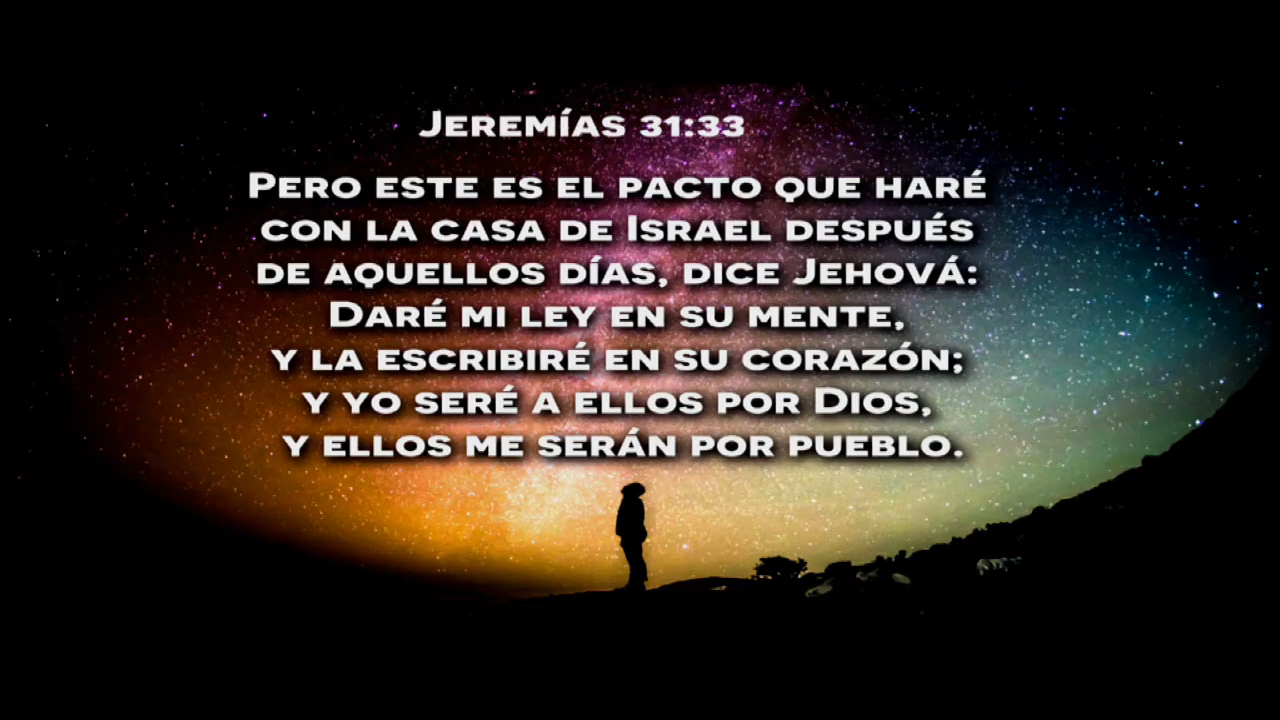 Jeremías 31:33
Pero este es el pacto que haré
con la casa de Israel después
de aquellos días, dice Jehová:
Daré mi ley en su mente,
y la escribiré en su corazón;
y yo seré a ellos por Dios,
y ellos me serán por pueblo.